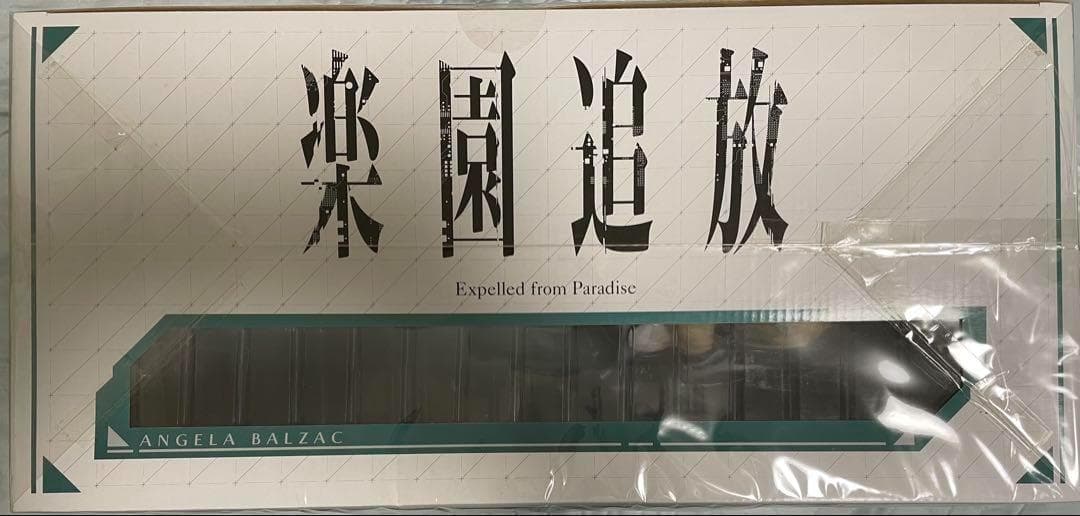 楽園追放
Expelled from Paradise
ANGELA BALZAC